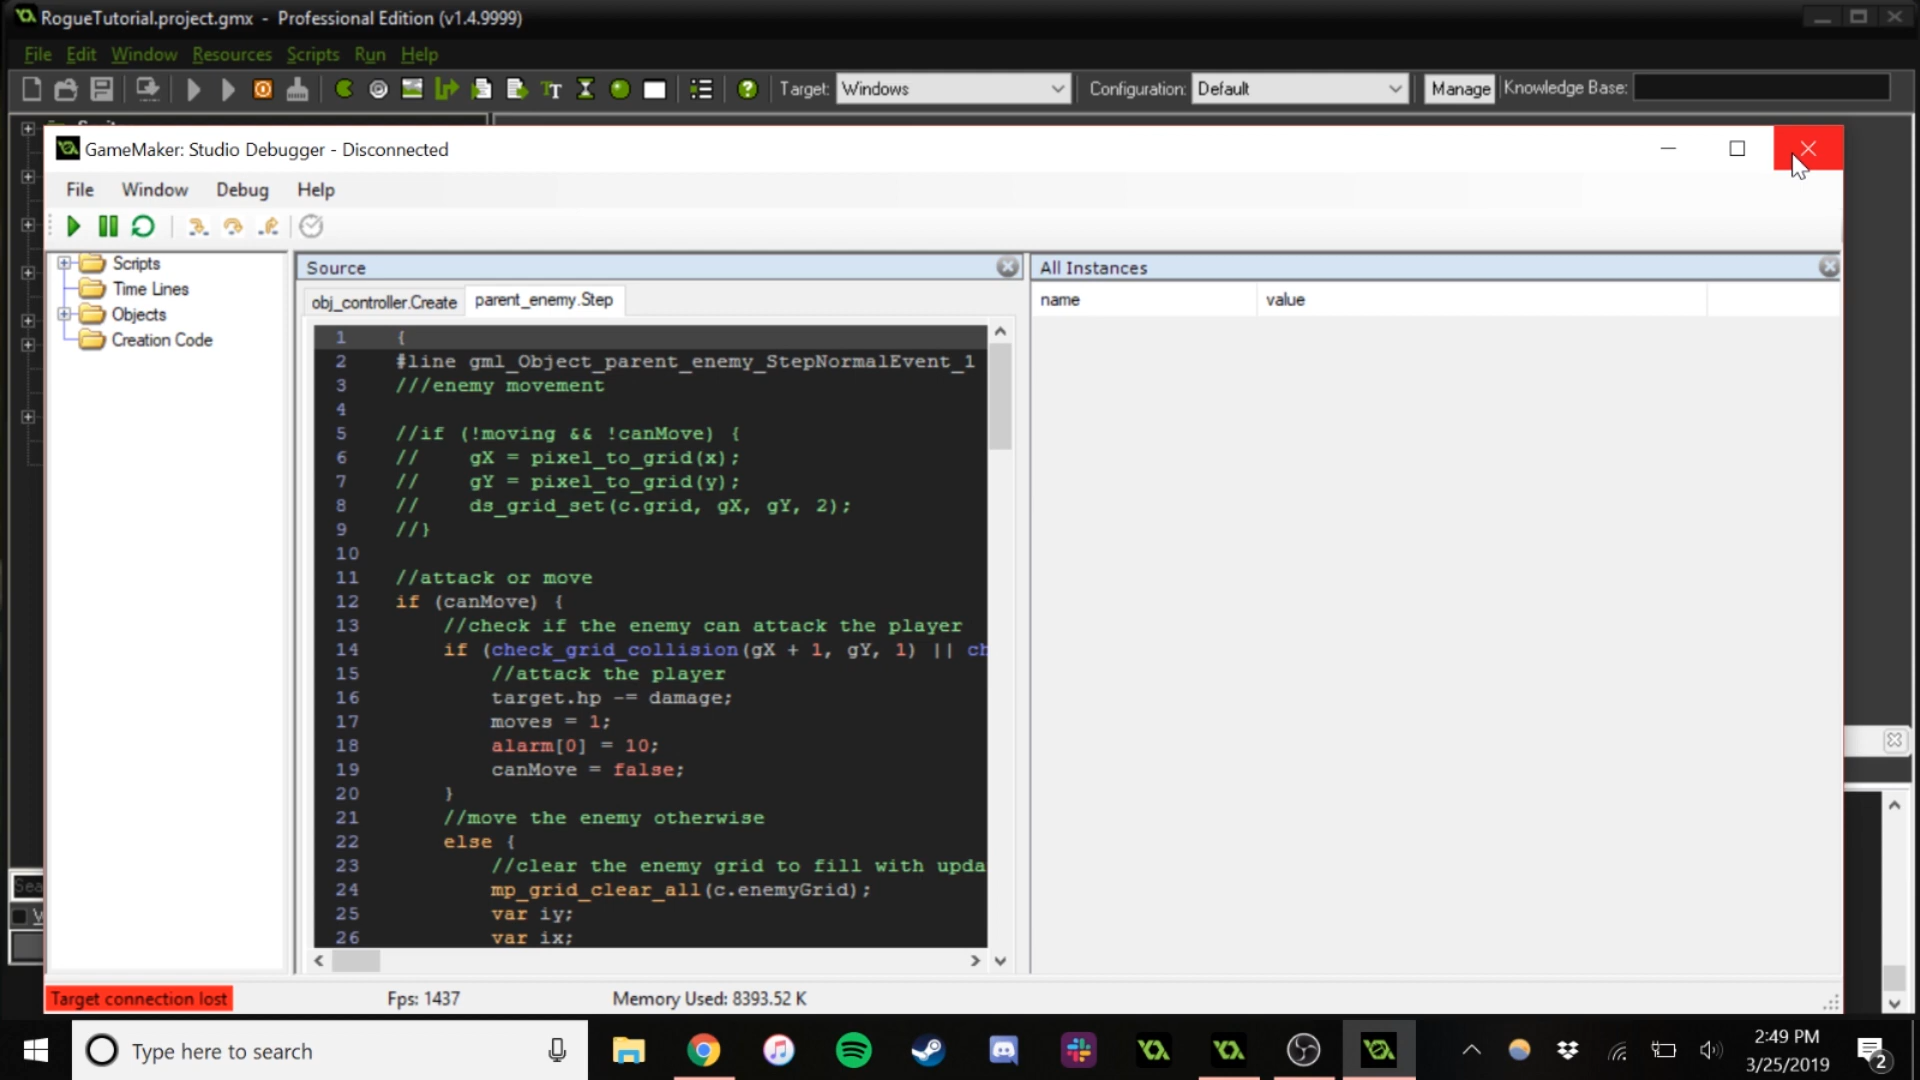 RogueTutorial.project.gmx - Professional Edition (v1.4.9999)
File Edit Window Resources Scripts Run Help
Target: Windows Configuration: Default Manage Knowledge Base:
GameMaker: Studio Debugger - Disconnected
File Window Debug Help
Scripts
Time Lines
Objects
Creation Code
Source
obj_controller.Create parent_enemy.Step
1 {
2 #line gml_Object_parent_enemy_StepNormalEvent_1
3 ///enemy movement
4
5 //if (!moving && !canMove) {
6 // gX = pixel_to_grid(x);
7 // gY = pixel_to_grid(y);
8 // ds_grid_set(c.grid, gX, gY, 2);
9 //}
10
11 //attack or move
12 if (canMove) {
13 //check if the enemy can attack the player
14 if (check_grid_collision(gX + 1, gY, 1) || ch
15 //attack the player
16 target.hp -= damage;
17 moves = 1;
18 alarm[0] = 10;
19 canMove = false;
20 }
21 //move the enemy otherwise
22 else {
23 //clear the enemy grid to fill with upda
24 mp_grid_clear_all(c.enemyGrid);
25 var iy;
26 var ix;
All Instances
name value
Sea
Target connection lost Fps: 1437 Memory Used: 8393.52 K
Type here to search
2:49 PM
3/25/2019
2